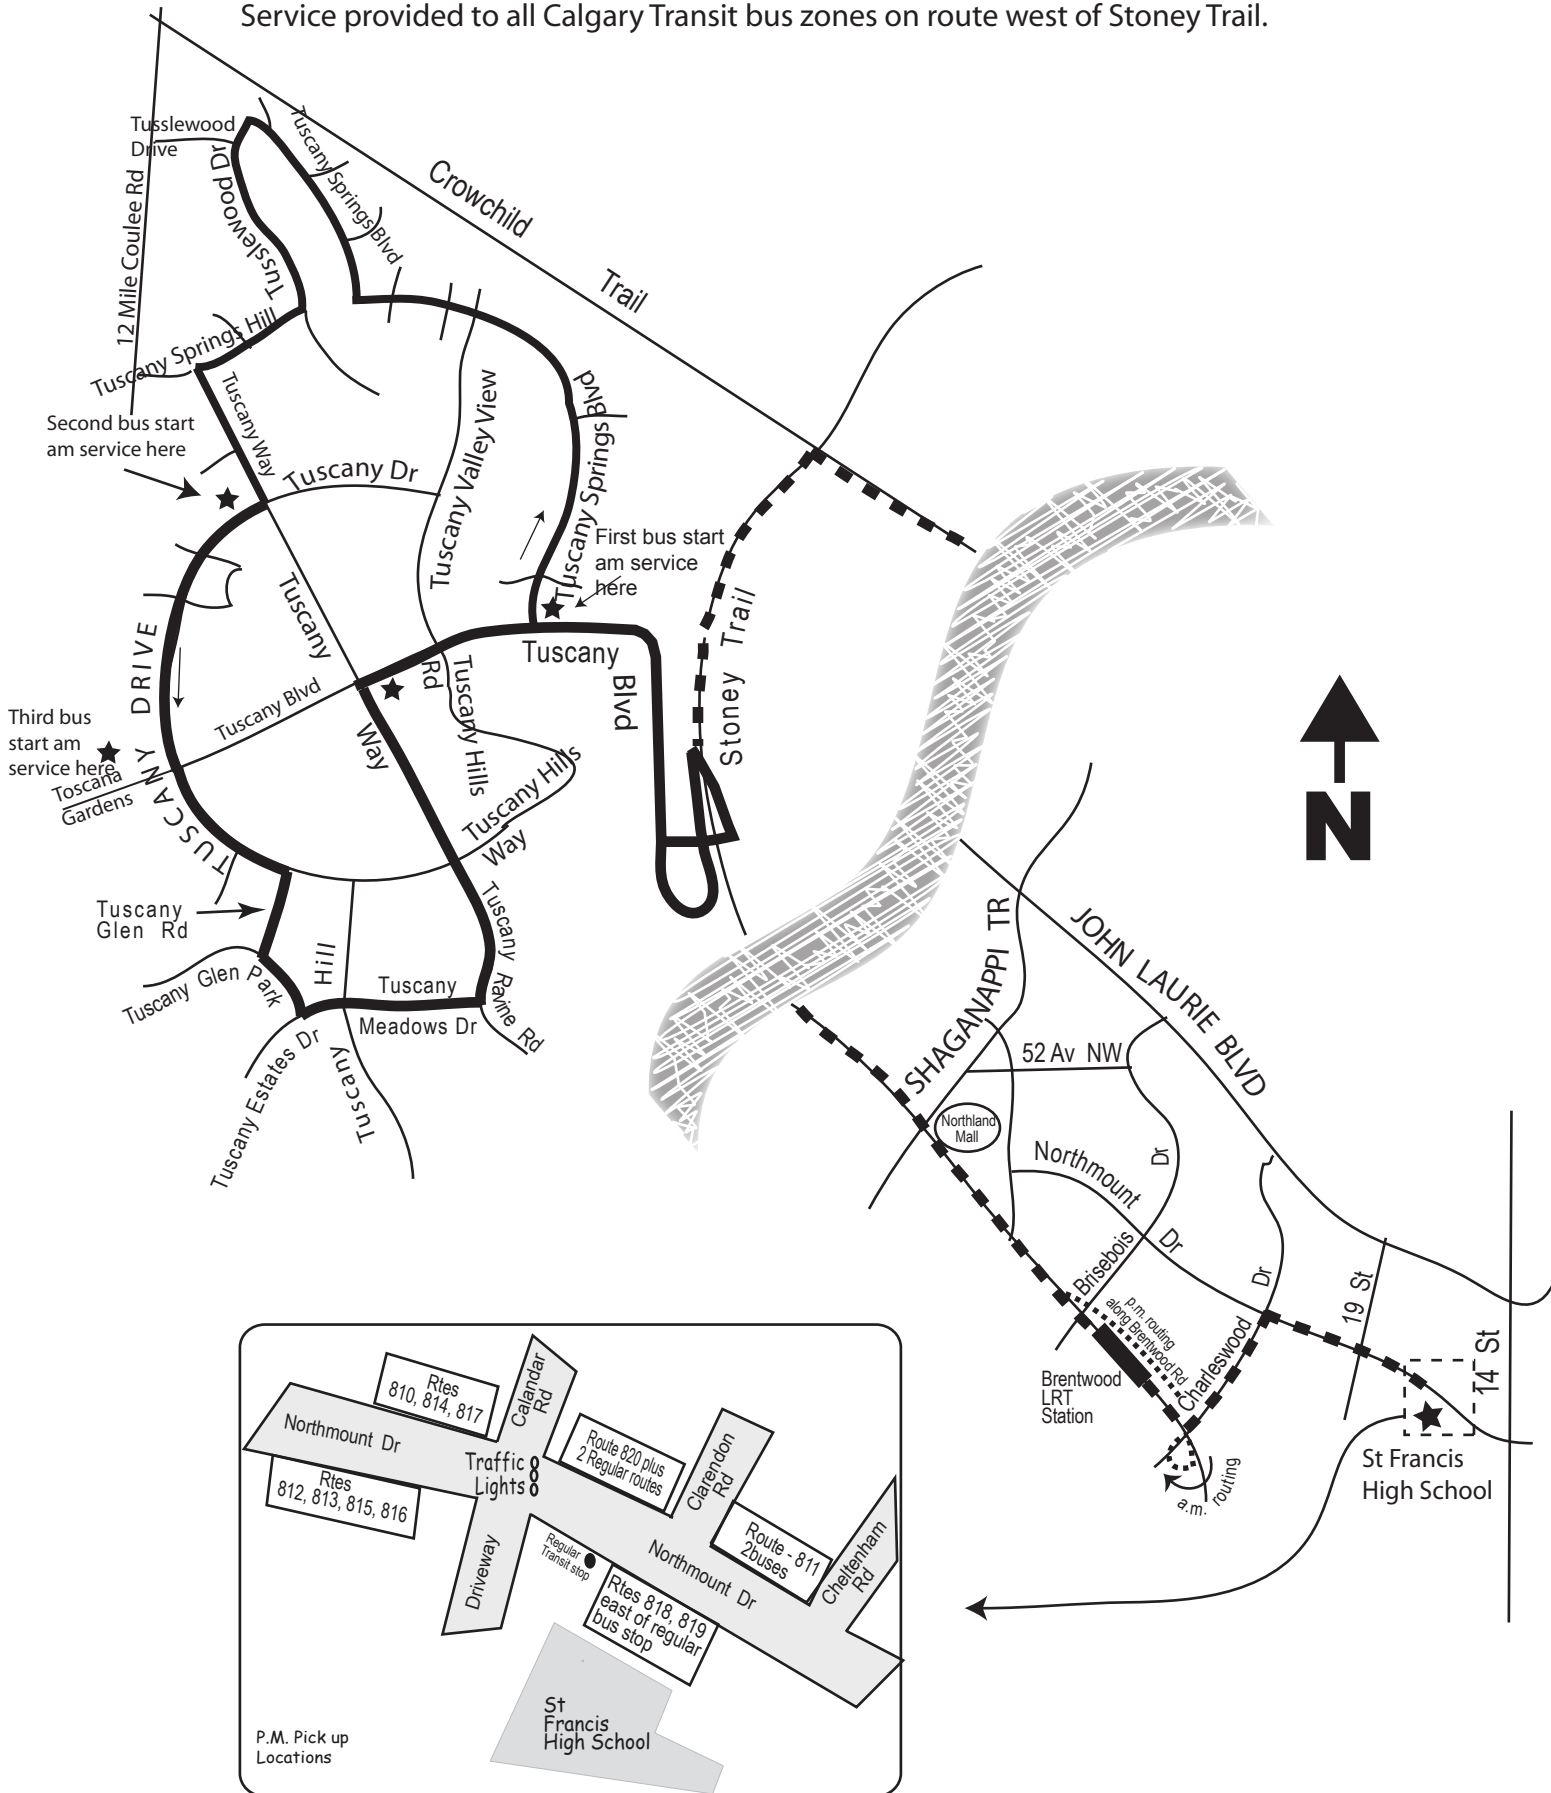 Service provided to all Calgary Transit bus zones on route west of Stoney Trail.
Tusslewood
Drive
Tusslewood Dr
Tuscany Springs Blvd
12 Mile Coulee Rd
Crowchild
Trail
Tuscany Springs Hill
Tuscany Way
Second bus start
am service here
Tuscany Dr
Tuscany Valley View
Tuscany Springs Blvd
First bus start
am service
here
Tuscany
Way
Tuscany
Blvd
Stoney Trail
TUSCANY DRIVE
Tuscany Blvd
Rd
Tuscany Hills
Tuscany Hills
Way
Third bus
start am
service here
Toscana
Gardens
Tuscany
Glen Rd
Tuscany Glen Park
Hill
Tuscany
Tuscany
Meadows Dr
Tuscany Ravine Rd
Tuscany Estates Dr
N
SHAGANAPPI TR
JOHN LAURIE BLVD
52 Av NW
Northland
Mall
Northmount
Dr
Brisebois
Dr
p.m. routing
along Brentwood Rd
Charleswood
Dr
Brentwood
LRT
Station
19 St
14 St
a.m. routing
St Francis
High School
Rtes
810, 814, 817
Calandar
Rd
Northmount Dr
Traffic
Lights
Route 820 plus
2 Regular routes
Clarendon
Rd
Rtes
812, 813, 815, 816
Driveway
Regular
Transit stop
Northmount Dr
Route - 811
2buses
Cheltenham
Rd
Rtes 818, 819
east of regular
bus stop
St
Francis
High School
P.M. Pick up
Locations